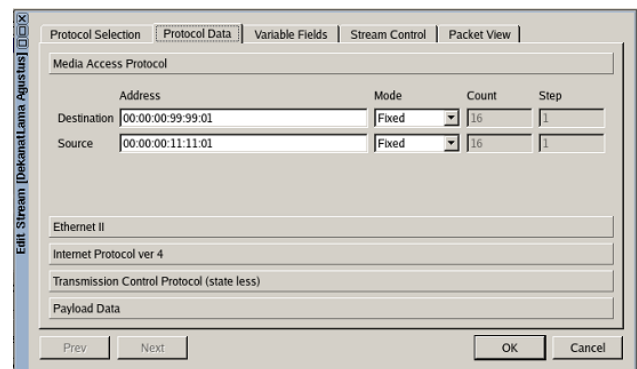 Edit Stream [DekanatLama Agustus]
Protocol Selection Protocol Data Variable Fields Stream Control Packet View
Media Access Protocol
Address Mode Count Step
Destination 00:00:00:99:99:01 Fixed 16 1
Source 00:00:00:11:11:01 Fixed 16 1
Ethernet II
Internet Protocol ver 4
Transmission Control Protocol (state less)
Payload Data
Prev Next OK Cancel